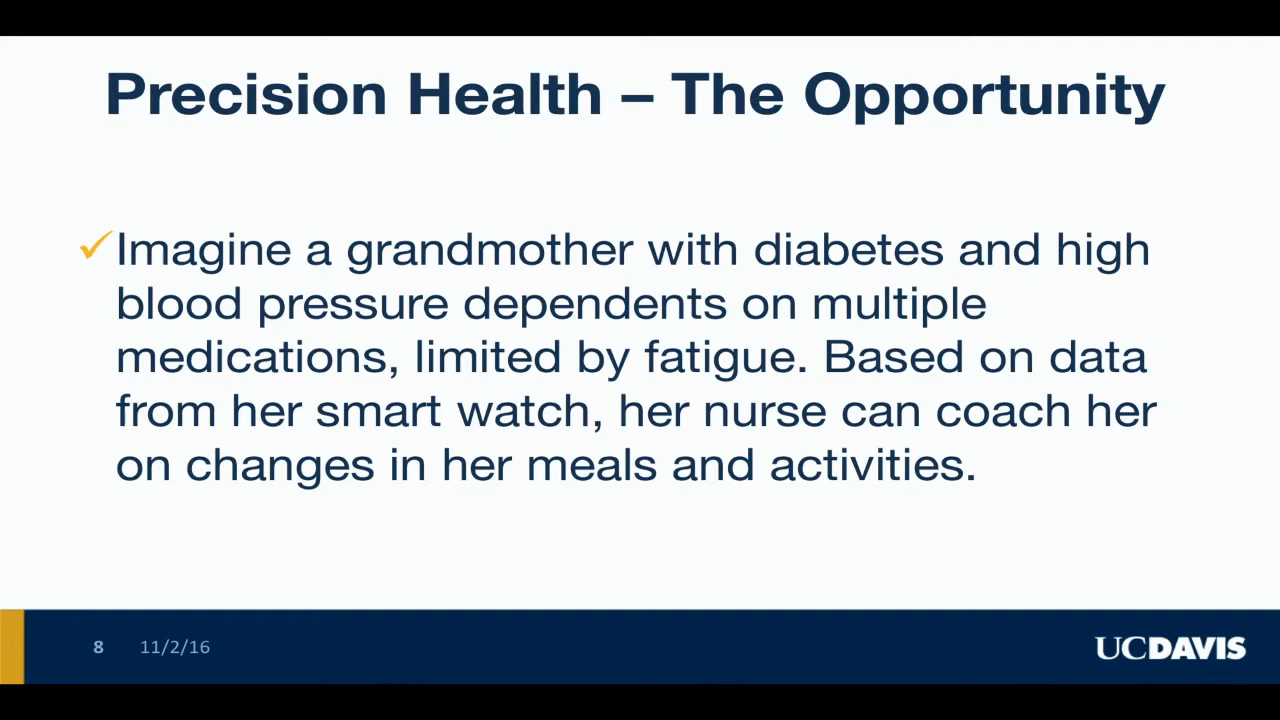 Precision Health – The Opportunity
✓Imagine a grandmother with diabetes and high
blood pressure dependents on multiple
medications, limited by fatigue. Based on data
from her smart watch, her nurse can coach her
on changes in her meals and activities.
8 11/2/16
UCDAVIS